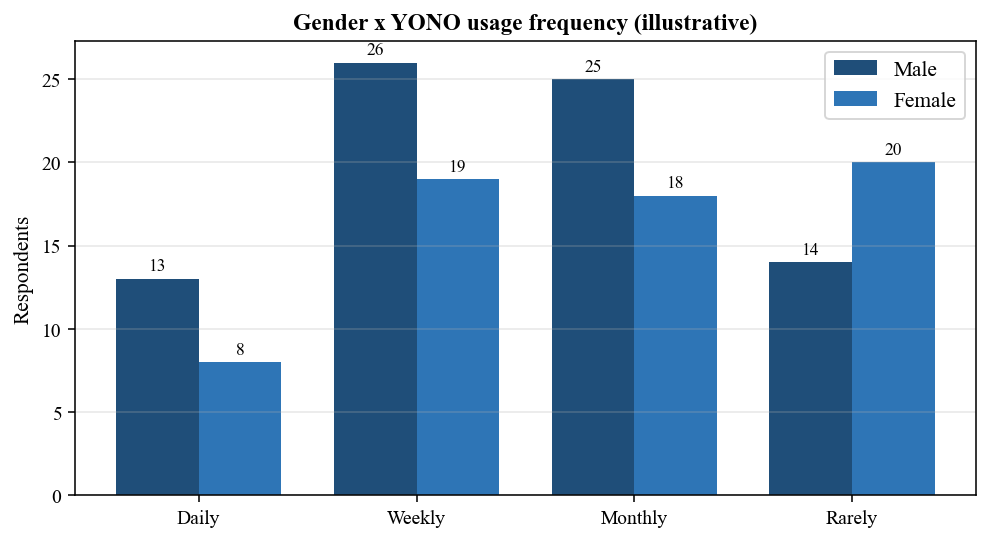 Gender x YONO usage frequency (illustrative)
Male
Female
Respondents
25
20
15
10
5
0
13
8
26
19
25
18
14
20
Daily
Weekly
Monthly
Rarely